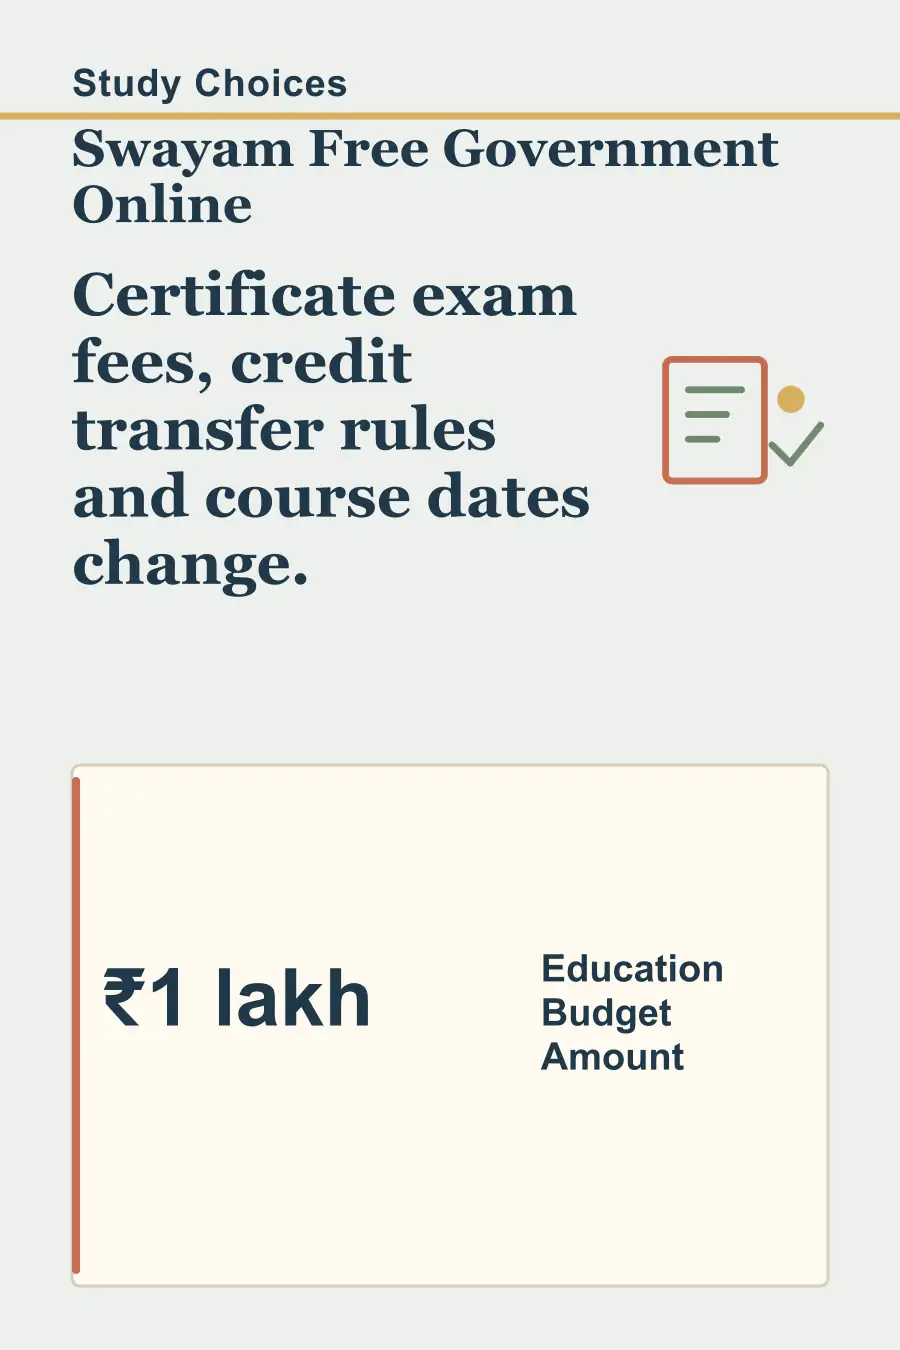 Study Choices
Swayam Free Government
Online
Certificate exam
fees, credit
transfer rules
and course dates
change.
₹1 lakh
Education
Budget
Amount